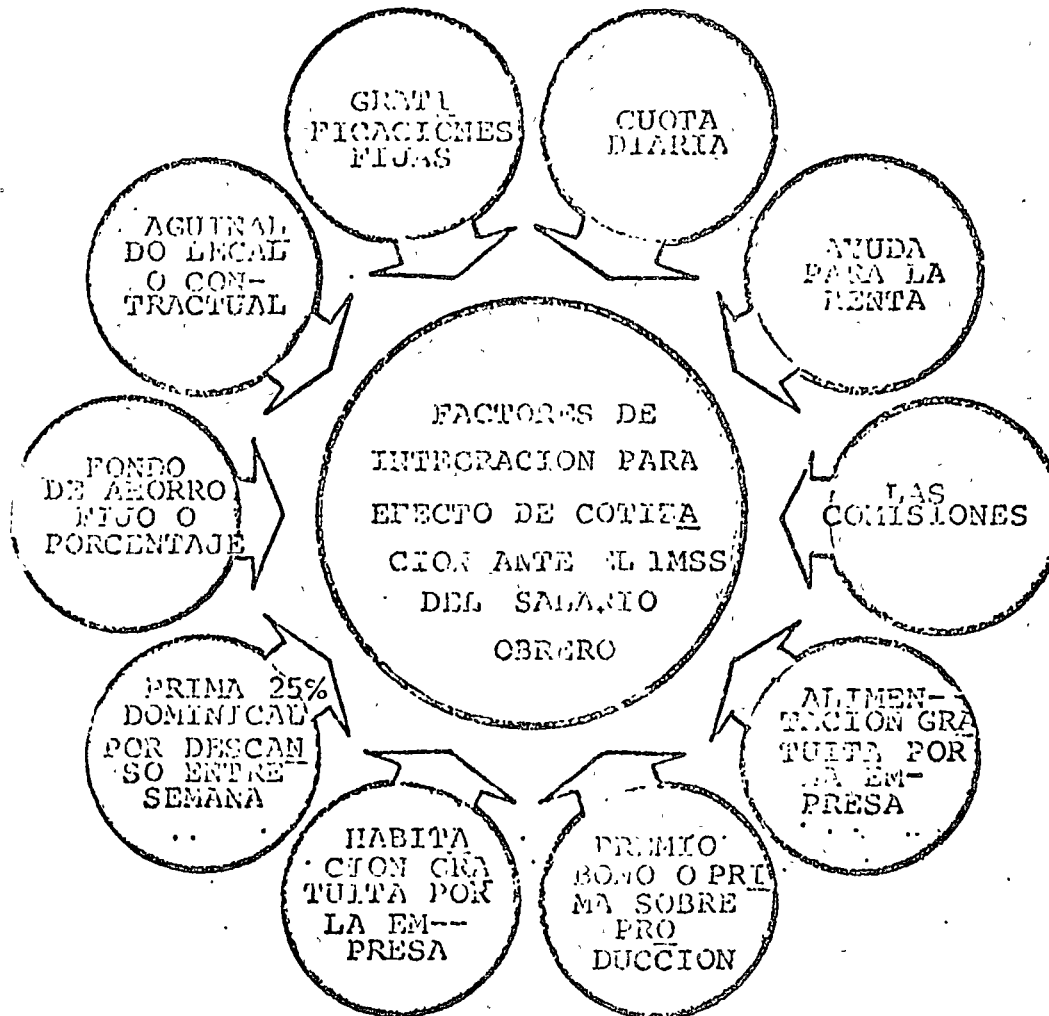 GRATI
FICACIONES
FIJAS
CUOTA
DIARIA
AYUDA
PARA LA
RENTA
LAS
COMISIONES
ALIMEN-
TACION GRA
TUITA POR
LA EM-
PRESA
PREMIO
BONO O PRI
MA SOBRE
PRO
DUCCION
HABITA
CION GRA
TUITA POR
LA EM--
PRESA
PRIMA 25%
DOMINICAL
POR DESCAN
SO ENTRE
SEMANA
FONDO
DE AHORRO
FIJO O
PORCENTAJE
AGUINAL
DO LEGAL
O CON-
TRACTUAL
FACTORES DE
INTEGRACION PARA
EFECTO DE COTIZA
CION ANTE EL IMSS
DEL SALARIO
OBRERO